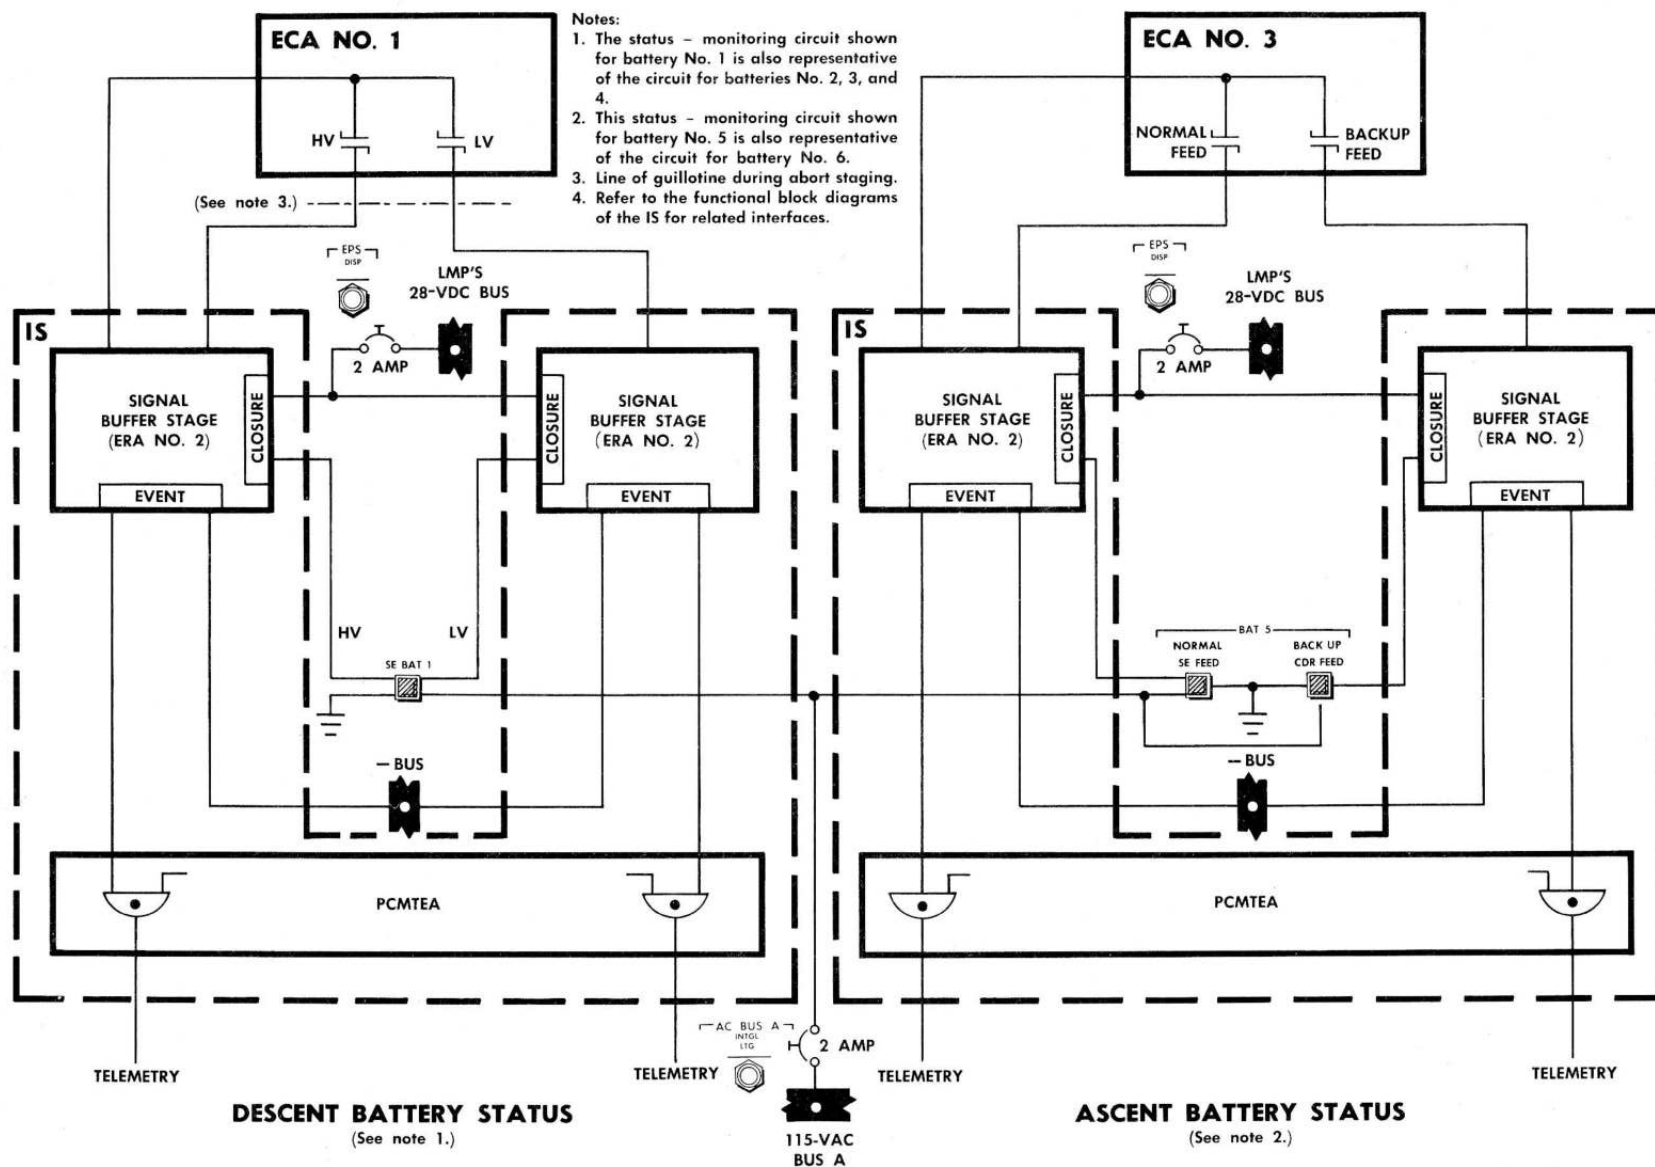 ECA NO. 1
HV
LV
(See note 3.)
Notes:
1. The status – monitoring circuit shown
for battery No. 1 is also representative
of the circuit for batteries No. 2, 3, and
4.
2. This status – monitoring circuit shown
for battery No. 5 is also representative
of the circuit for battery No. 6.
3. Line of guillotine during abort staging.
4. Refer to the functional block diagrams
of the IS for related interfaces.
ECA NO. 3
NORMAL
FEED
BACKUP
FEED
IS
EPS
DISP
LMP'S
28-VDC BUS
2 AMP
SIGNAL
BUFFER STAGE
(ERA NO. 2)
CLOSURE
EVENT
CLOSURE
SIGNAL
BUFFER STAGE
(ERA NO. 2)
EVENT
HV
LV
SE BAT 1
— BUS
PCMTEA
TELEMETRY
TELEMETRY
DESCENT BATTERY STATUS
(See note 1.)
AC BUS A
INTGL
LTG
2 AMP
115-VAC
BUS A
IS
EPS
DISP
LMP'S
28-VDC BUS
2 AMP
SIGNAL
BUFFER STAGE
(ERA NO. 2)
CLOSURE
EVENT
CLOSURE
SIGNAL
BUFFER STAGE
(ERA NO. 2)
EVENT
BAT 5
NORMAL
SE FEED
BACK UP
CDR FEED
-- BUS
PCMTEA
TELEMETRY
TELEMETRY
ASCENT BATTERY STATUS
(See note 2.)